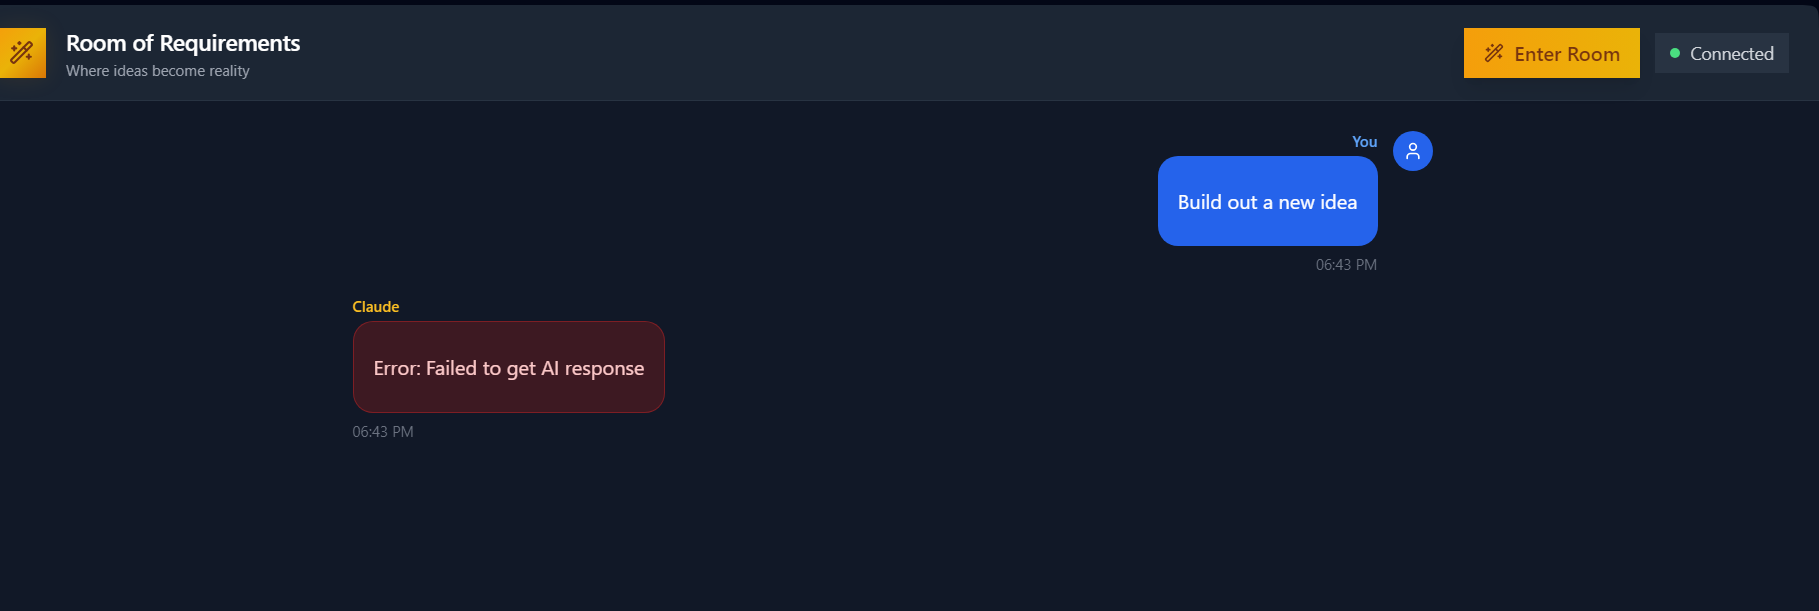 Room of Requirements
Where ideas become reality
Enter Room
Connected
You
Build out a new idea
06:43 PM
Claude
Error: Failed to get AI response
06:43 PM